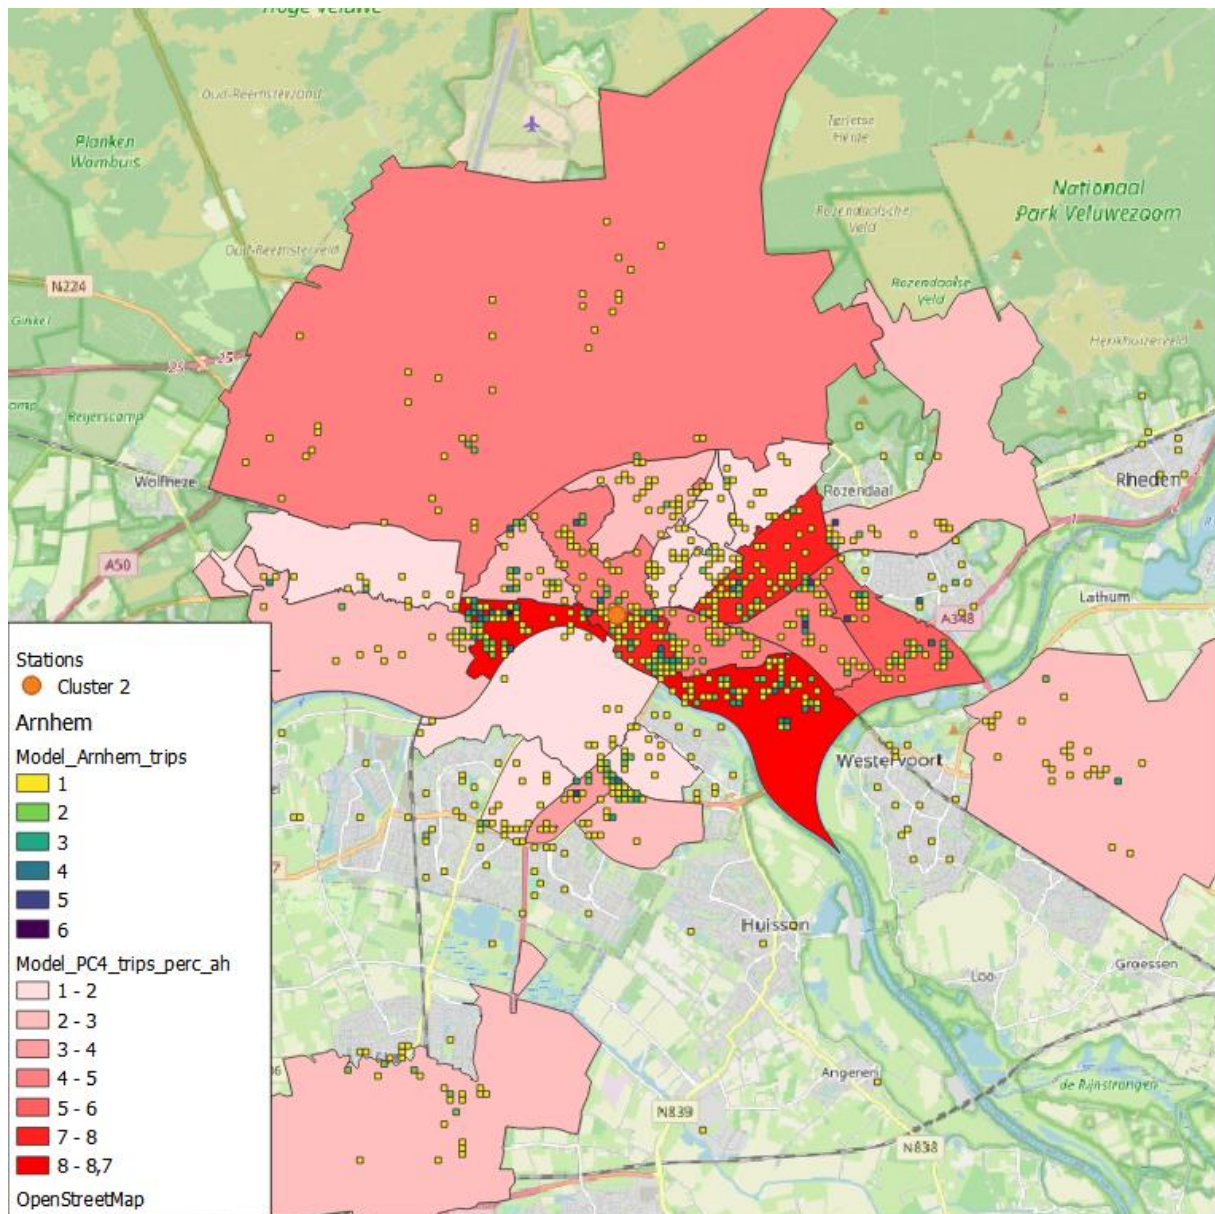 Hoge Veluwe
Oud-Reemsterzand
Planken
Wambuis
Terletse
Heide
Nationaal
Park Veluwezoom
Rozendaalsche
Veld
Oud-Reemsterveld
N224
Rozendaalse
Veld
Ginkel
25
25
Herikhuizerveld
Reijerscamp
Wolfheze
Rozendaal
Rheden
A50
Lathum
A348
Stations
Cluster 2
Arnhem
Model_Arnhem_trips
1
2
3
4
5
6
Model_PC4_trips_perc_ah
1 - 2
2 - 3
3 - 4
4 - 5
5 - 6
7 - 8
8 - 8,7
OpenStreetMap
Westervoort
7
Huissen
Loo
Groessen
Angeren
de Rijnstrangen
N839
N838